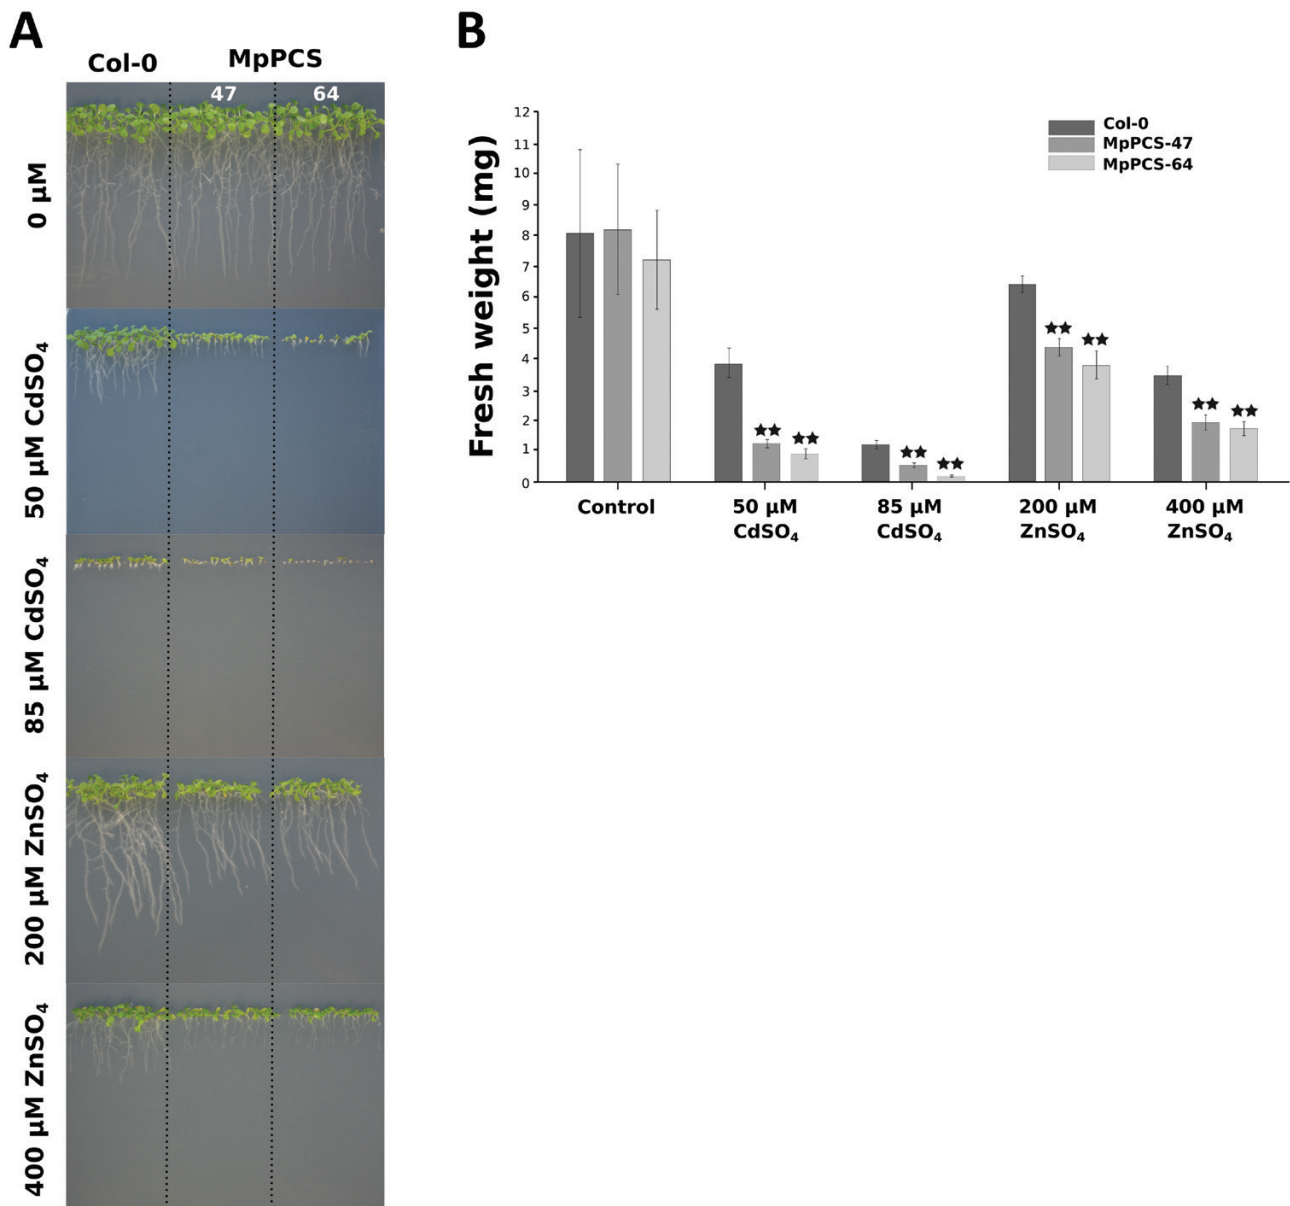 A
Col-0
MpPCS
47
64
0 µM
50 µM CdSO₄
85 µM CdSO₄
200 µM ZnSO₄
400 µM ZnSO₄
B
Fresh weight (mg)
12
11
10
9
8
7
6
5
4
3
2
1
0
Col-0
MpPCS-47
MpPCS-64
★★
★★
★★
★★
★★
★★
★★
★★
Control
50 µM
CdSO₄
85 µM
CdSO₄
200 µM
ZnSO₄
400 µM
ZnSO₄